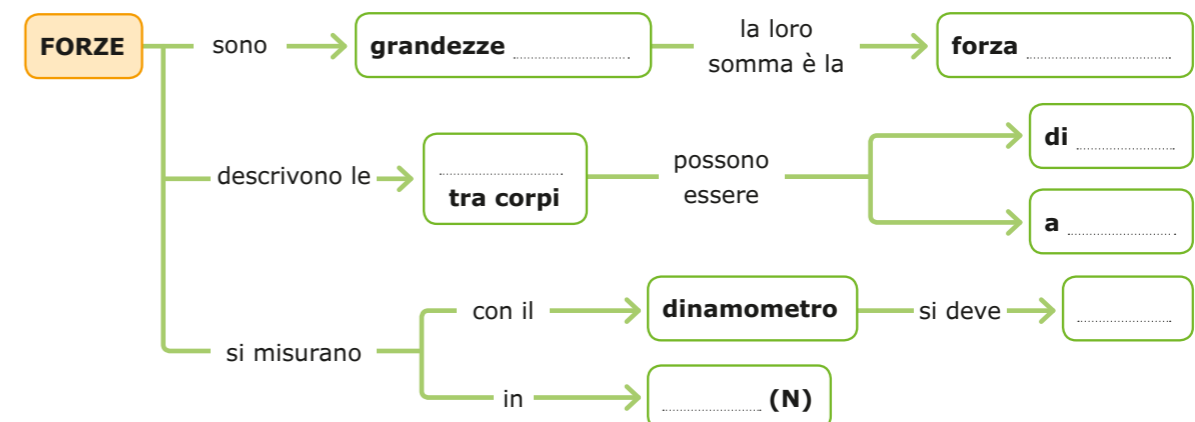 FORZE
sono
grandezze
la loro
somma è la
forza
descrivono le
tra corpi
possono
essere
di
a
si misurano
con il
dinamometro
si deve
in
(N)